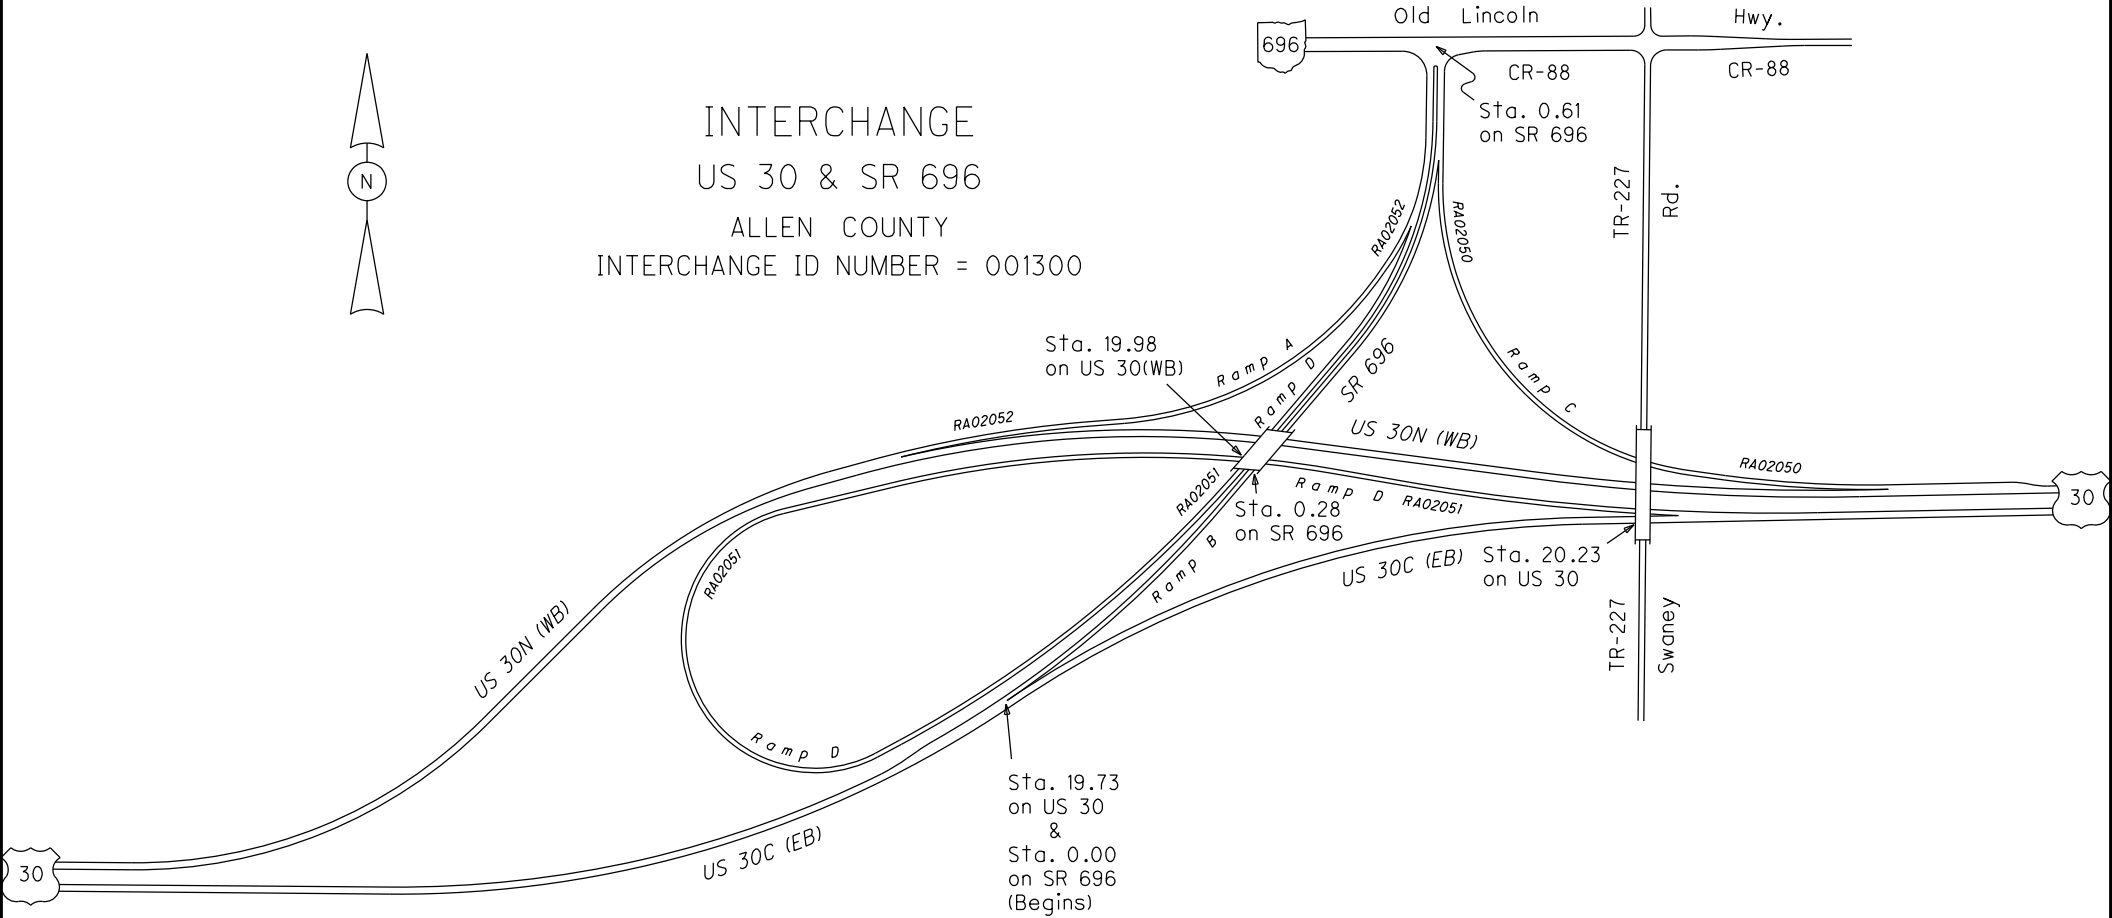 Old Lincoln Hwy.
696
CR-88
CR-88
Sta. 0.61
on SR 696
INTERCHANGE
US 30 & SR 696
ALLEN COUNTY
INTERCHANGE ID NUMBER = 001300
N
TR-227
Rd.
RA02052
RA02050
Sta. 19.98
on US 30(WB)
Ramp A
Ramp D
SR 696
Ramp C
RA02052
US 30N (WB)
RA02050
30
RA02051
Ramp D RA02051
Sta. 0.28
on SR 696
Ramp B
US 30C (EB)
Sta. 20.23
on US 30
RA02051
US 30N (WB)
TR-227
Swaney
Ramp D
Sta. 19.73
on US 30
&
Sta. 0.00
on SR 696
(Begins)
US 30C (EB)
30